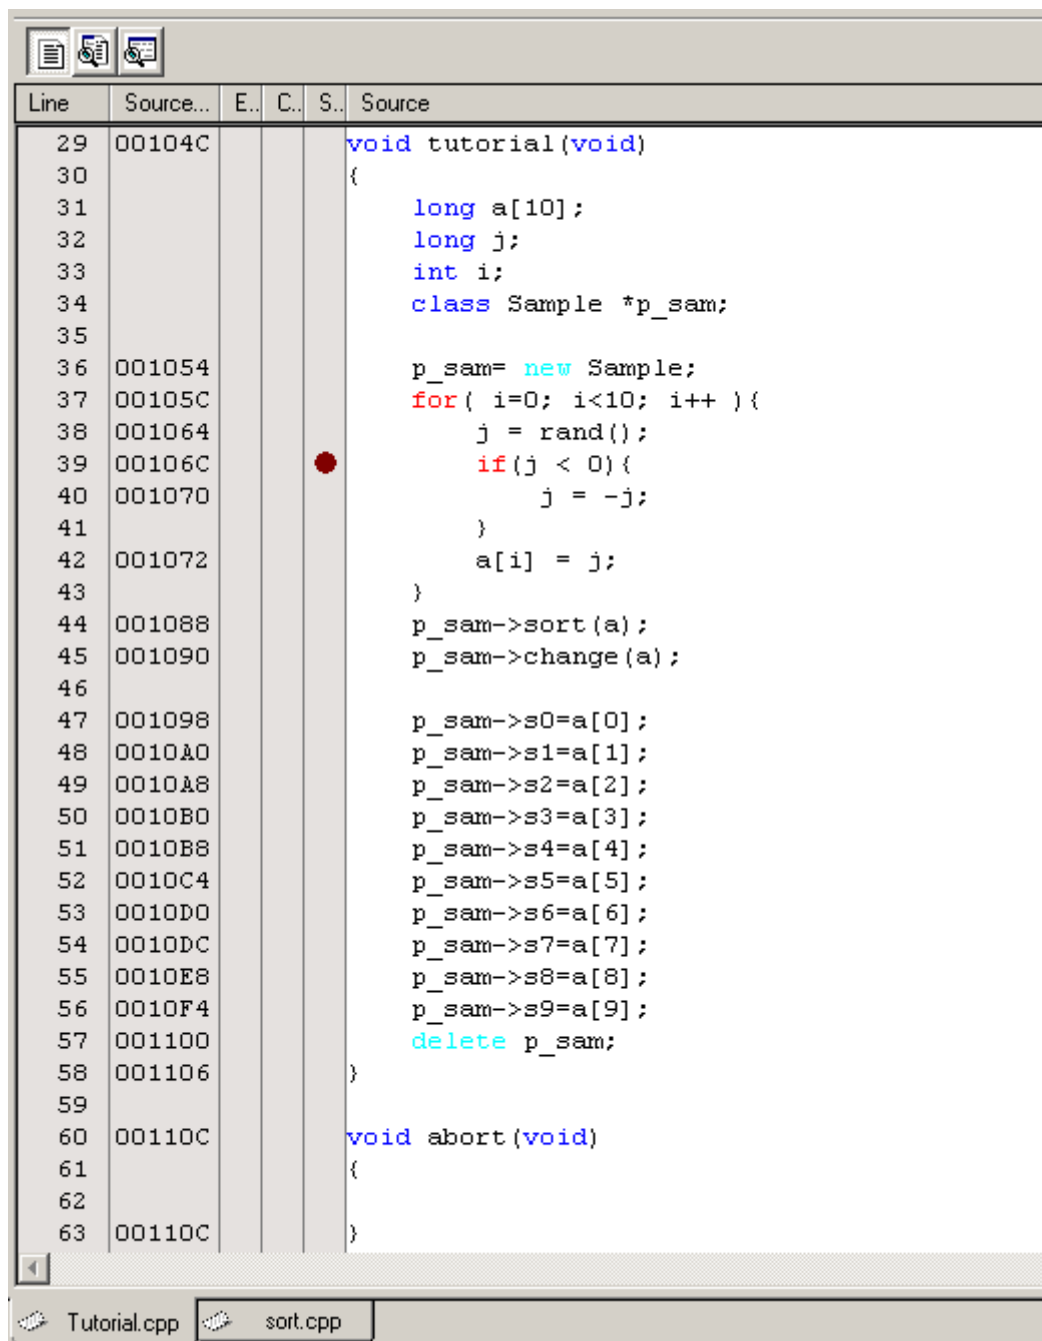 Line Source... E.. C.. S.. Source
29 00104C void tutorial(void)
30 {
31 long a[10];
32 long j;
33 int i;
34 class Sample *p_sam;
35
36 001054 p_sam= new Sample;
37 00105C for( i=0; i<10; i++ ){
38 001064 j = rand();
39 00106C if(j < 0){
40 001070 j = -j;
41 }
42 001072 a[i] = j;
43 }
44 001088 p_sam->sort(a);
45 001090 p_sam->change(a);
46
47 001098 p_sam->s0=a[0];
48 0010A0 p_sam->s1=a[1];
49 0010A8 p_sam->s2=a[2];
50 0010B0 p_sam->s3=a[3];
51 0010B8 p_sam->s4=a[4];
52 0010C4 p_sam->s5=a[5];
53 0010D0 p_sam->s6=a[6];
54 0010DC p_sam->s7=a[7];
55 0010E8 p_sam->s8=a[8];
56 0010F4 p_sam->s9=a[9];
57 001100 delete p_sam;
58 001106 }
59
60 00110C void abort(void)
61 {
62
63 00110C }
Tutorial.cpp sort.cpp